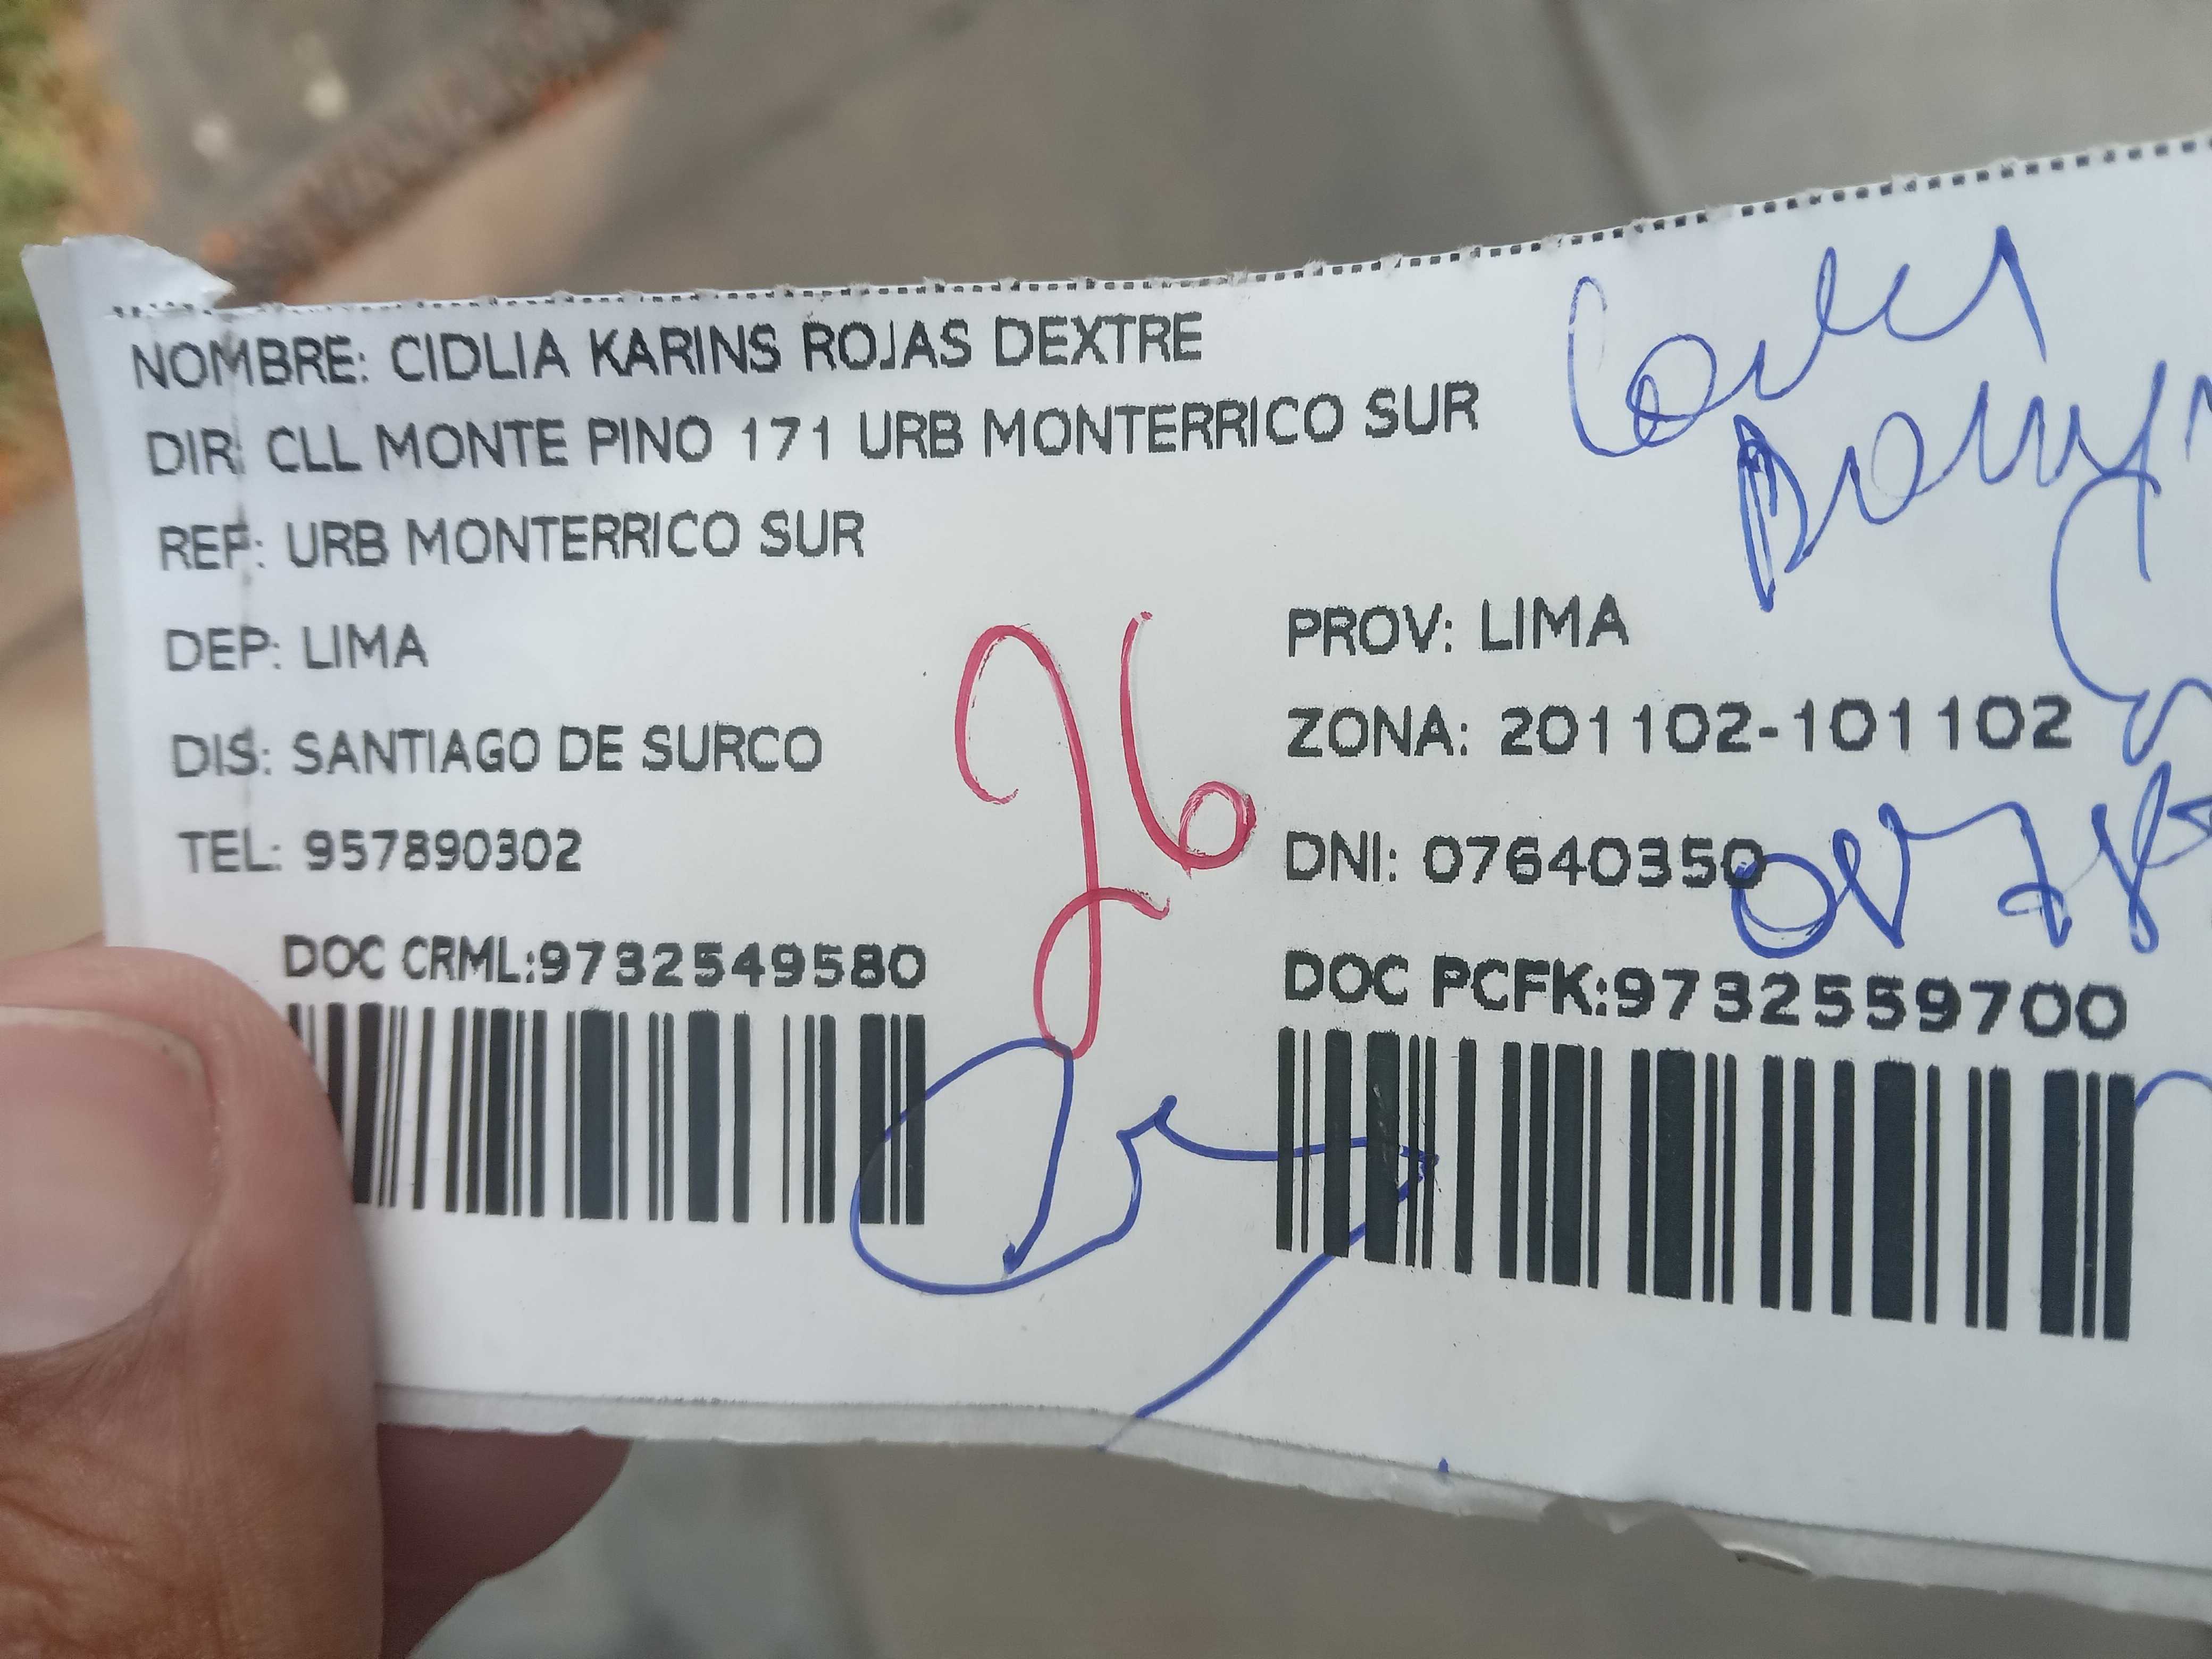 NOMBRE: CIDLIA KARINS ROJAS DEXTRE
DIR: CLL MONTE PINO 171 URB MONTERRICO SUR
REF: URB MONTERRICO SUR
DEP: LIMA
PROV: LIMA
DIS: SANTIAGO DE SURCO
ZONA: 201102-101102
TEL: 957890302
DNI: 07640350
DOC CRML:9732549580
DOC PCFK:9732559700